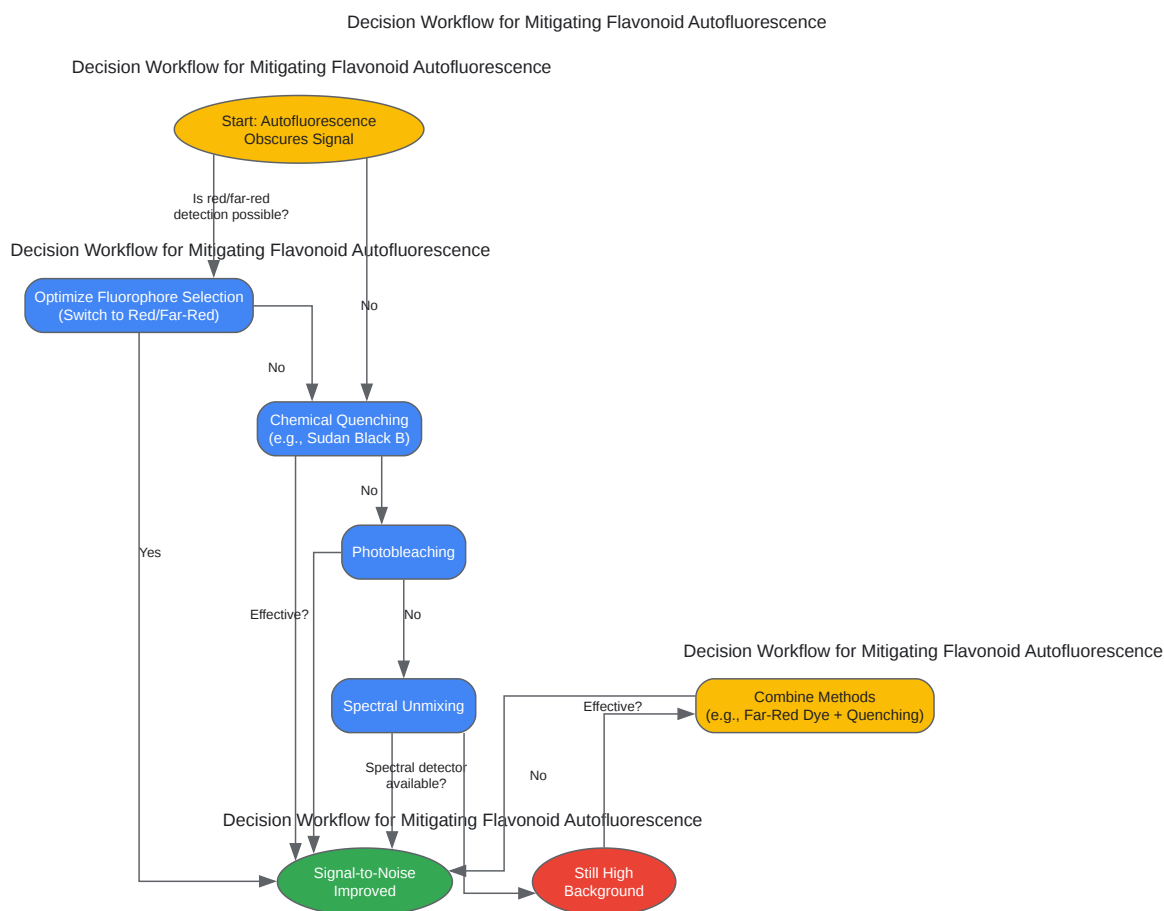 Decision Workflow for Mitigating Flavonoid Autofluorescence
Decision Workflow for Mitigating Flavonoid Autofluorescence
Start: Autofluorescence
Obscures Signal
Is red/far-red
detection possible?
Decision Workflow for Mitigating Flavonoid Autofluorescence
Optimize Fluorophore Selection
(Switch to Red/Far-Red)
No
No
Chemical Quenching
(e.g., Sudan Black B)
No
Photobleaching
Yes
Effective?
No
Decision Workflow for Mitigating Flavonoid Autofluorescence
Spectral Unmixing
Combine Methods
(e.g., Far-Red Dye + Quenching)
Effective?
Spectral detector
available?
No
Decision Workflow for Mitigating Flavonoid Autofluorescence
Signal-to-Noise
Improved
Still High
Background